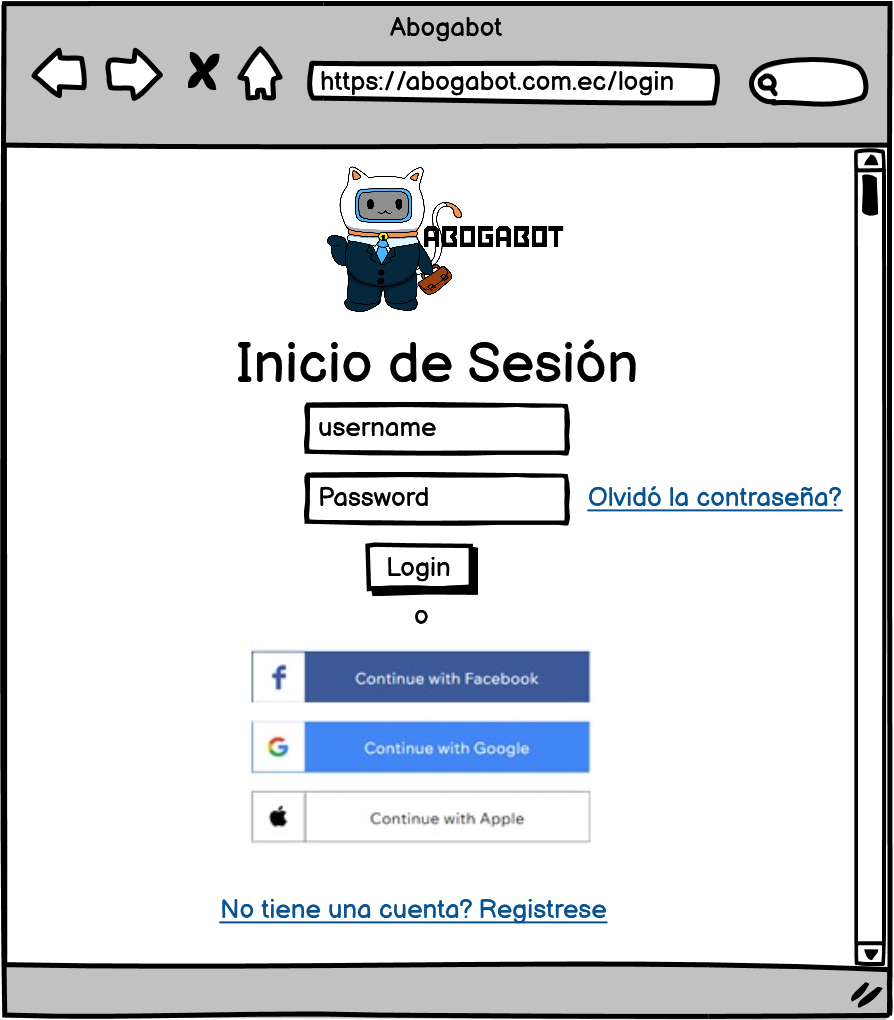 Abogabot
https://abogabot.com.ec/login
ABOGABOT
Inicio de Sesión
username
Password
Olvidó la contraseña?
Login
o
Continue with Facebook
Continue with Google
Continue with Apple
No tiene una cuenta? Registrese